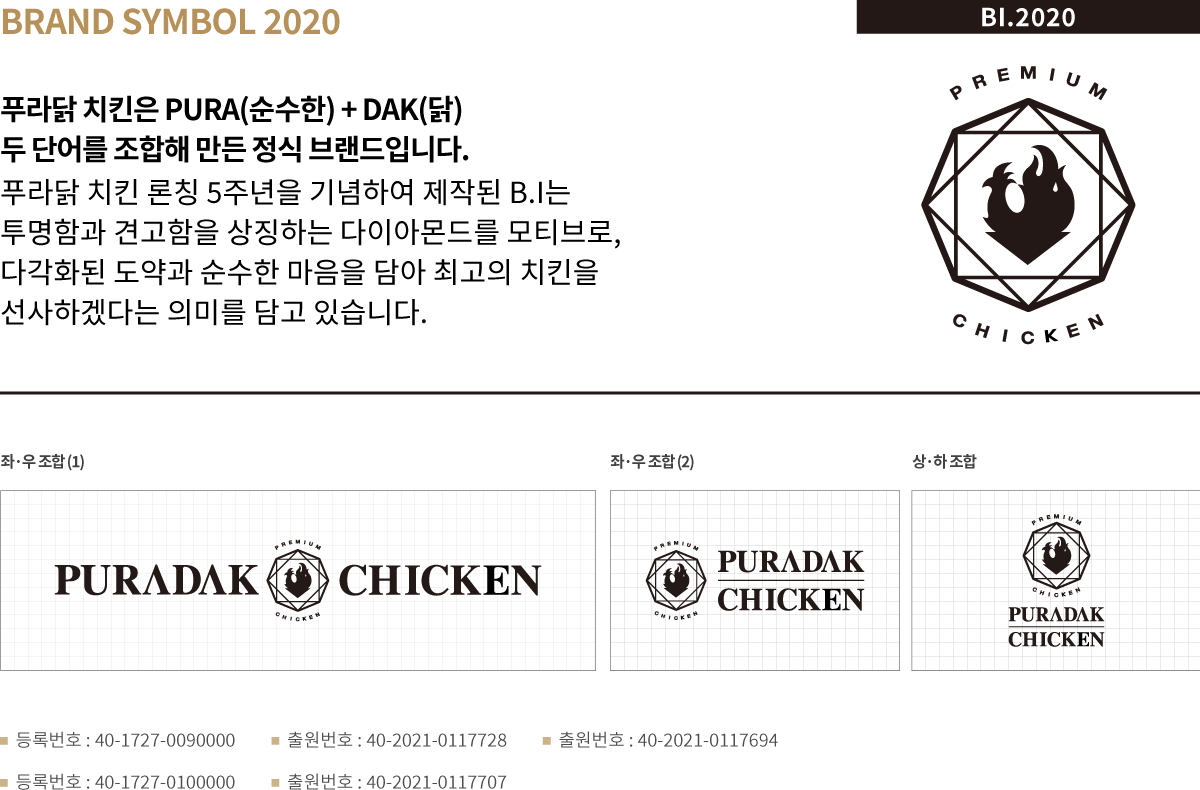 BRAND SYMBOL 2020
BI.2020
푸라닭 치킨은 PURA(순수한) + DAK(닭)
두 단어를 조합해 만든 정식 브랜드입니다.
푸라닭 치킨 론칭 5주년을 기념하여 제작된 B.I는
투명함과 견고함을 상징하는 다이아몬드를 모티브로,
다각화된 도약과 순수한 마음을 담아 최고의 치킨을
선사하겠다는 의미를 담고 있습니다.
PREMIUM
CHICKEN
좌·우 조합(1)
PURADAK
PREMIUM
CHICKEN
CHICKEN
좌·우 조합(2)
PREMIUM
CHICKEN
PURADAK
CHICKEN
상·하 조합
PREMIUM
CHICKEN
PURADAK
CHICKEN
등록번호 : 40-1727-0090000
출원번호 : 40-2021-0117728
출원번호 : 40-2021-0117694
등록번호 : 40-1727-0100000
출원번호 : 40-2021-0117707